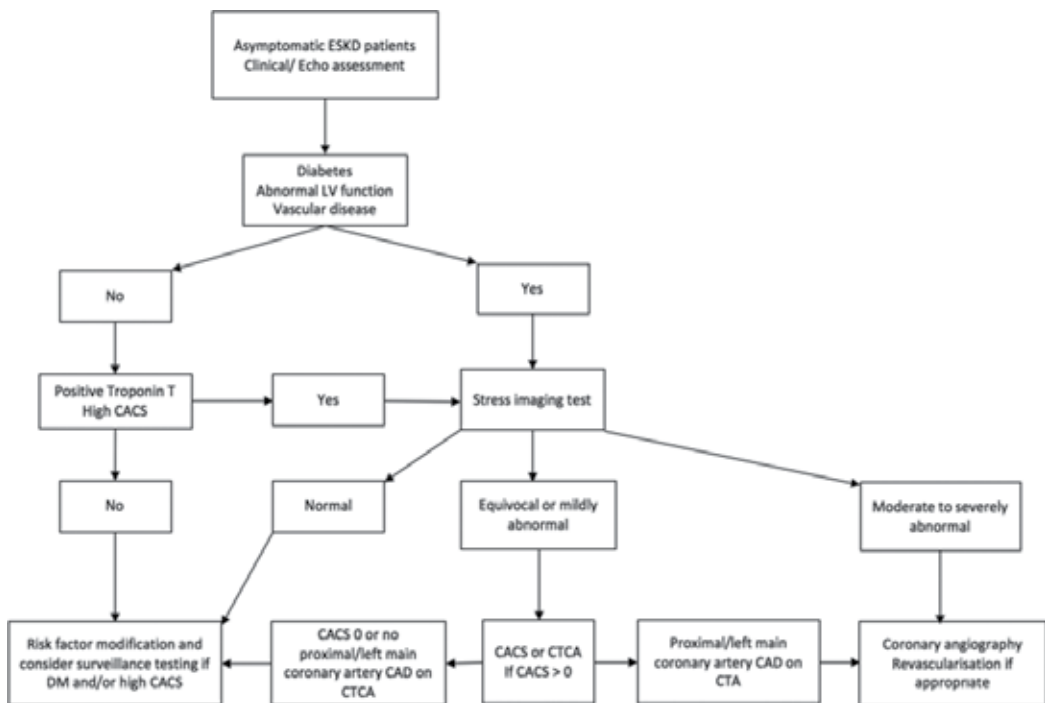 Asymptomatic ESKD patients
Clinical/ Echo assessment
Diabetes
Abnormal LV function
Vascular disease
No
Yes
Positive Troponin T
High CACS
Yes
Stress imaging test
No
Normal
Equivocal or mildly
abnormal
Moderate to severely
abnormal
Risk factor modification and
consider surveillance testing if
DM and/or high CACS
CACS 0 or no
proximal/left main
coronary artery CAD on
CTCA
CACS or CTCA
If CACS > 0
Proximal/left main
coronary artery CAD on
CTA
Coronary angiography
Revascularisation if
appropriate